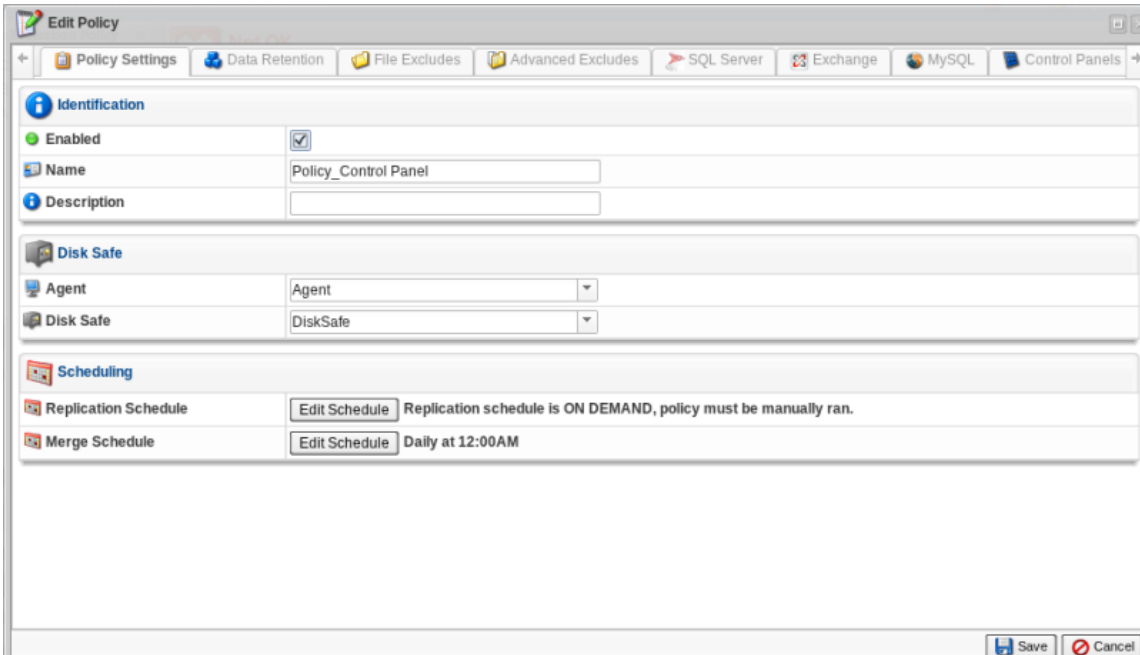 Edit Policy
Policy Settings Data Retention File Excludes Advanced Excludes SQL Server Exchange MySQL Control Panels
Identification
Enabled
Name Policy_Control Panel
Description
Disk Safe
Agent Agent
Disk Safe DiskSafe
Scheduling
Replication Schedule Edit Schedule Replication schedule is ON DEMAND, policy must be manually ran.
Merge Schedule Edit Schedule Daily at 12:00AM
Save Cancel